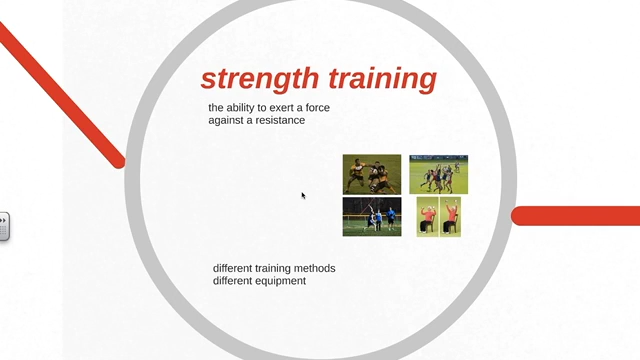 strength training
the ability to exert a force
against a resistance
different training methods
different equipment